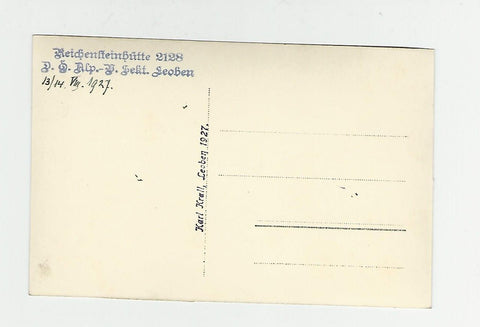 Reichensteinhütte 2128
D. Ö. Alp.-V. Sekt. Leoben
13/14. VIII. 1927.
Karl Krall, Leoben 1927.